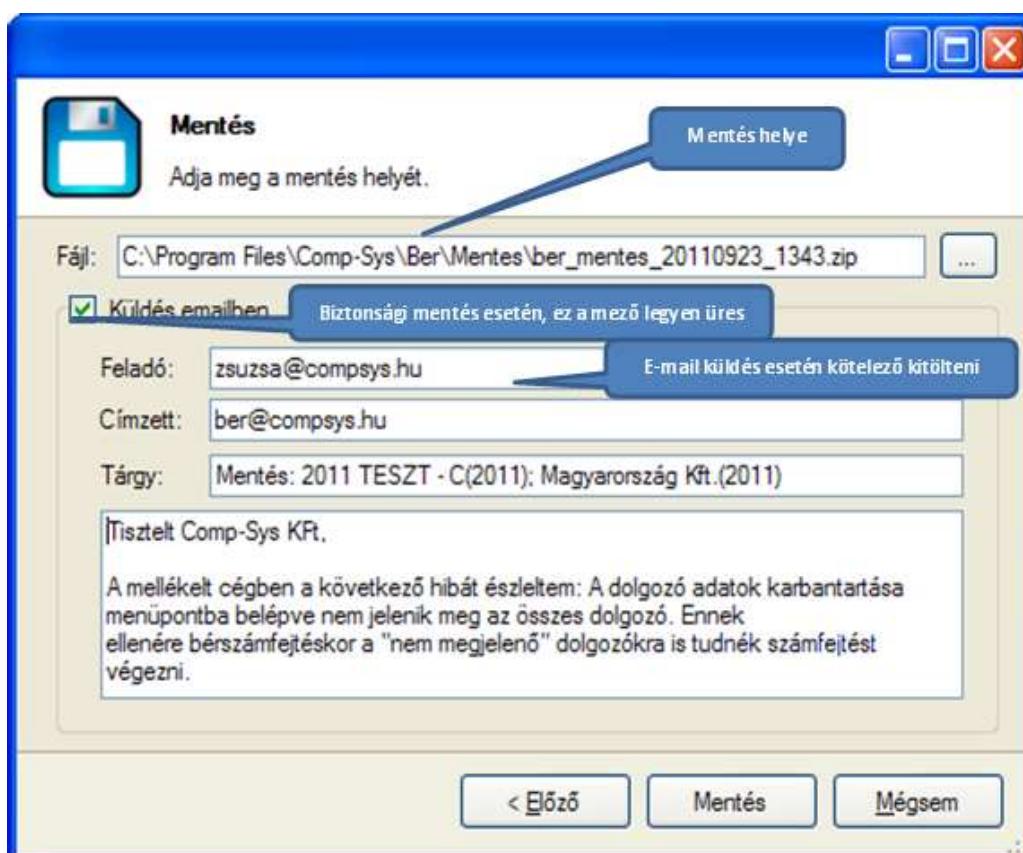 Mentés
Mentés helye
Adja meg a mentés helyét.
Fájl: C:\Program Files\Comp-Sys\Ber\Mentes\ber_mentes_20110923_1343.zip ...
Küldés emailben
Biztonsági mentés esetén, ez a mező legyen üres
Feladó: zsuzsa@compsys.hu
E-mail küldés esetén kötelező kitölteni
Címzett: ber@compsys.hu
Tárgy: Mentés: 2011 TESZT - C(2011); Magyarország Kft.(2011)
Tisztelt Comp-Sys KFt,
A mellékelt cégben a következő hibát észleltem: A dolgozó adatok karbantartása
menüpontba belépve nem jelenik meg az összes dolgozó. Ennek
ellenére bérszámfejtéskor a "nem megjelenő" dolgozókra is tudnék számfejtést
végezni.
< Előző Mentés Mégsem